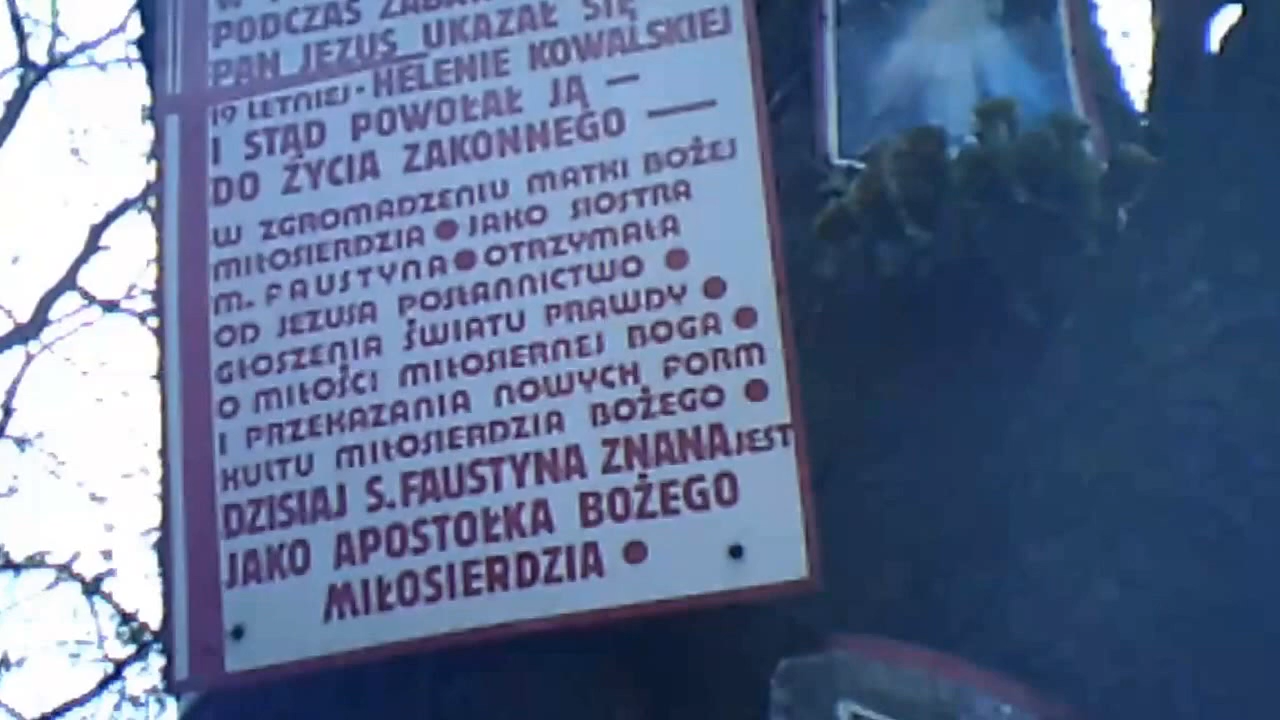 PODCZAS
PAN JEZUS UKAZAŁ SIĘ
19 LETNIEJ • HELENIE KOWALSKIEJ
I STĄD POWOŁAŁ JĄ —
DO ŻYCIA ZAKONNEGO —
W ZGROMADZENIU MATKI BOŻEJ
MIŁOSIERDZIA ● JAKO SIOSTRA
M. FAUSTYNA ● OTRZYMAŁA
OD JEZUSA POSŁANNICTWO ●
GŁOSZENIA ŚWIATU PRAWDY ●
O MIŁOŚCI MIŁOSIERNEJ BOGA ●
I PRZEKAZANIA NOWYCH FORM
KULTU MIŁOSIERDZIA BOŻEGO ●
DZISIAJ S. FAUSTYNA ZNANA JEST
JAKO APOSTOŁKA BOŻEGO
MIŁOSIERDZIA ●